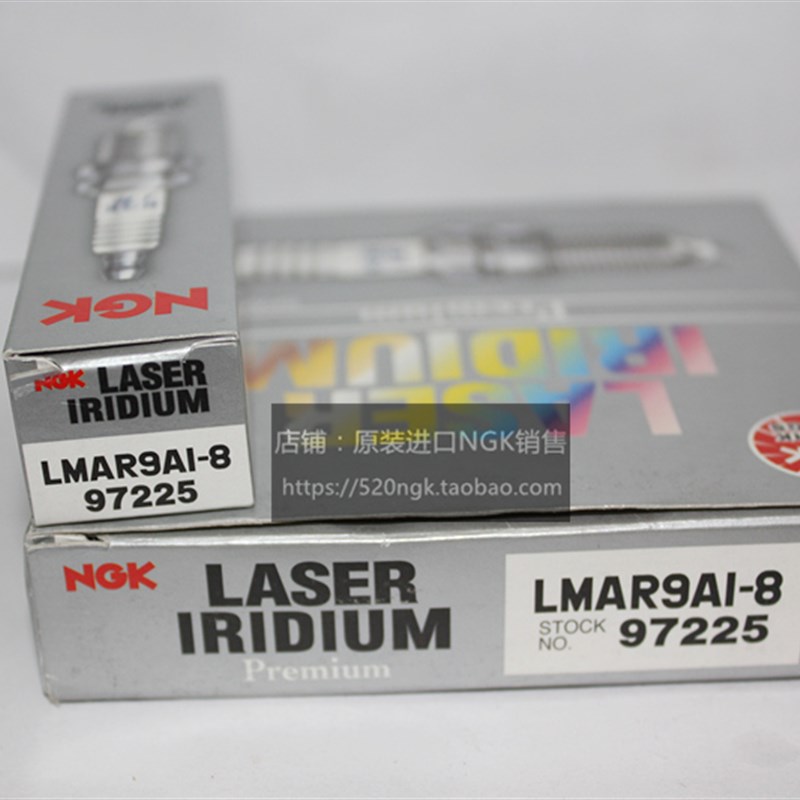 NGK
NGK LASER
iRIDIUM
LMAR9AI-8
97225
Premium
LASER
IRIDIUM
店铺：原装进口NGK销售
https://520ngk.taobao.com
NGK
LASER
IRIDIUM
Premium
LMAR9AI-8
STOCK
NO. 97225